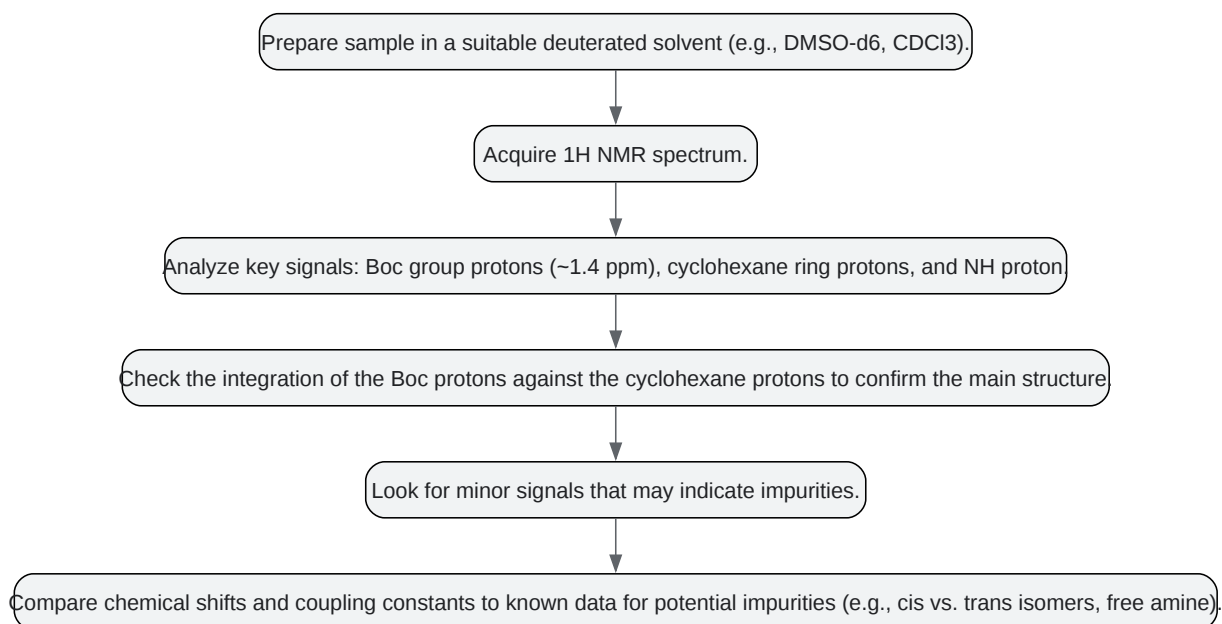 Prepare sample in a suitable deuterated solvent (e.g., DMSO-d6, CDCl3).
Acquire 1H NMR spectrum.
Analyze key signals: Boc group protons (~1.4 ppm), cyclohexane ring protons, and NH proton.
Check the integration of the Boc protons against the cyclohexane protons to confirm the main structure.
Look for minor signals that may indicate impurities.
Compare chemical shifts and coupling constants to known data for potential impurities (e.g., cis vs. trans isomers, free amine).